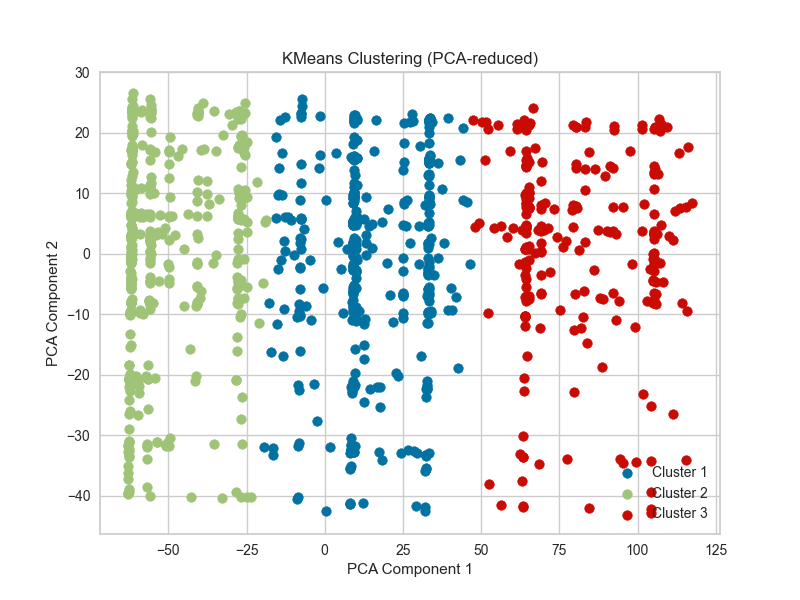 KMeans Clustering (PCA-reduced)
30
20
10
0
−10
−20
−30
−40
PCA Component 2
−50
−25
0
25
50
75
100
125
PCA Component 1
Cluster 1
Cluster 2
Cluster 3